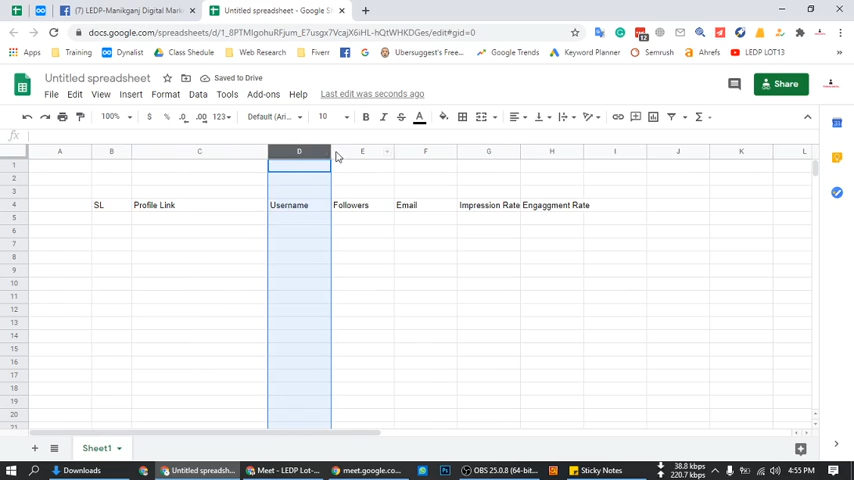 (7) LEDP-Manikganj Digital Mark
Untitled spreadsheet - Google S
docs.google.com/spreadsheets/d/1_8PTMIgohuRFjum_E7usgx7VcajX6iHL-hQtWHKDGes/edit#gid=0
Apps Training Dynalist Class Shedule Web Research Fiverr G Ubersuggest's Free... Google Trends Keyword Planner Semrush Ahrefs LEDP LOT13
Untitled spreadsheet Saved to Drive
Share
File Edit View Insert Format Data Tools Add-ons Help Last edit was seconds ago
100% $ % .0 .00 123 Default (Ari... 10 B I S A
fx
A B C D E F G H I J K L
1
2
3
4 SL Profile Link Username Followers Email Impression Rate Engaggment Rate
5
6
7
8
9
10
11
12
13
14
15
16
17
18
19
20
21
Sheet1
Downloads Untitled spreadsh... Meet - LEDP Lot-... meet.google.co... OBS 25.0.8 (64-bit... Sticky Notes 38.8 kbps 220.7 kbps 4:55 PM